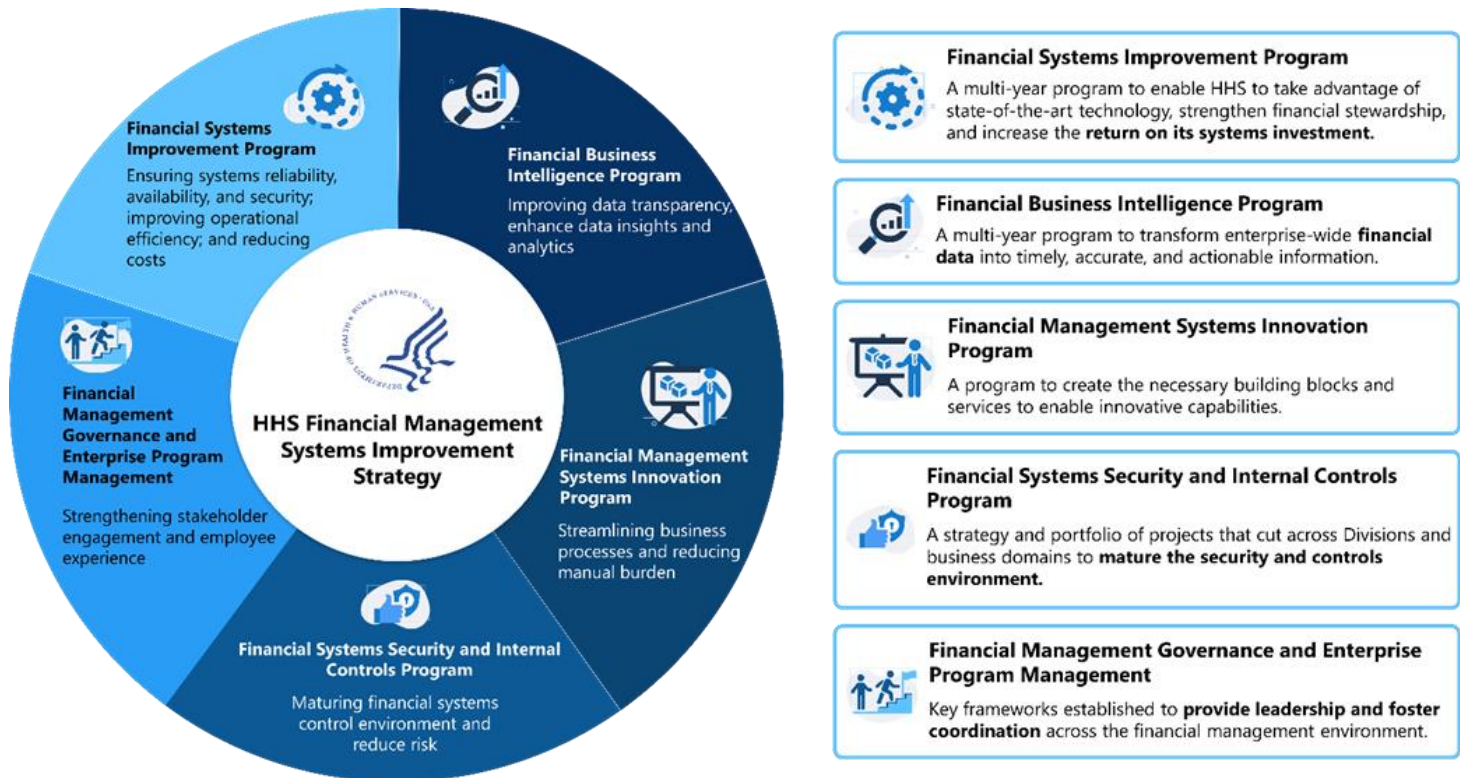 Financial Systems
Improvement Program
Ensuring systems reliability,
availability, and security;
improving operational
efficiency; and reducing
costs
Financial Business
Intelligence Program
Improving data transparency,
enhance data insights and
analytics
Financial Management
Systems Innovation
Program
Streamlining business
processes and reducing
manual burden
Financial Systems Security and Internal
Controls Program
Maturing financial systems
control environment and
reduce risk
Financial
Management
Governance and
Enterprise Program
Management
Strengthening stakeholder
engagement and employee
experience
DEPARTMENT OF HEALTH & HUMAN SERVICES • USA
HHS Financial Management
Systems Improvement
Strategy
Financial Systems Improvement Program
A multi-year program to enable HHS to take advantage of
state-of-the-art technology, strengthen financial stewardship,
and increase the return on its systems investment.
Financial Business Intelligence Program
A multi-year program to transform enterprise-wide financial
data into timely, accurate, and actionable information.
Financial Management Systems Innovation
Program
A program to create the necessary building blocks and
services to enable innovative capabilities.
Financial Systems Security and Internal Controls
Program
A strategy and portfolio of projects that cut across Divisions and
business domains to mature the security and controls
environment.
Financial Management Governance and Enterprise
Program Management
Key frameworks established to provide leadership and foster
coordination across the financial management environment.